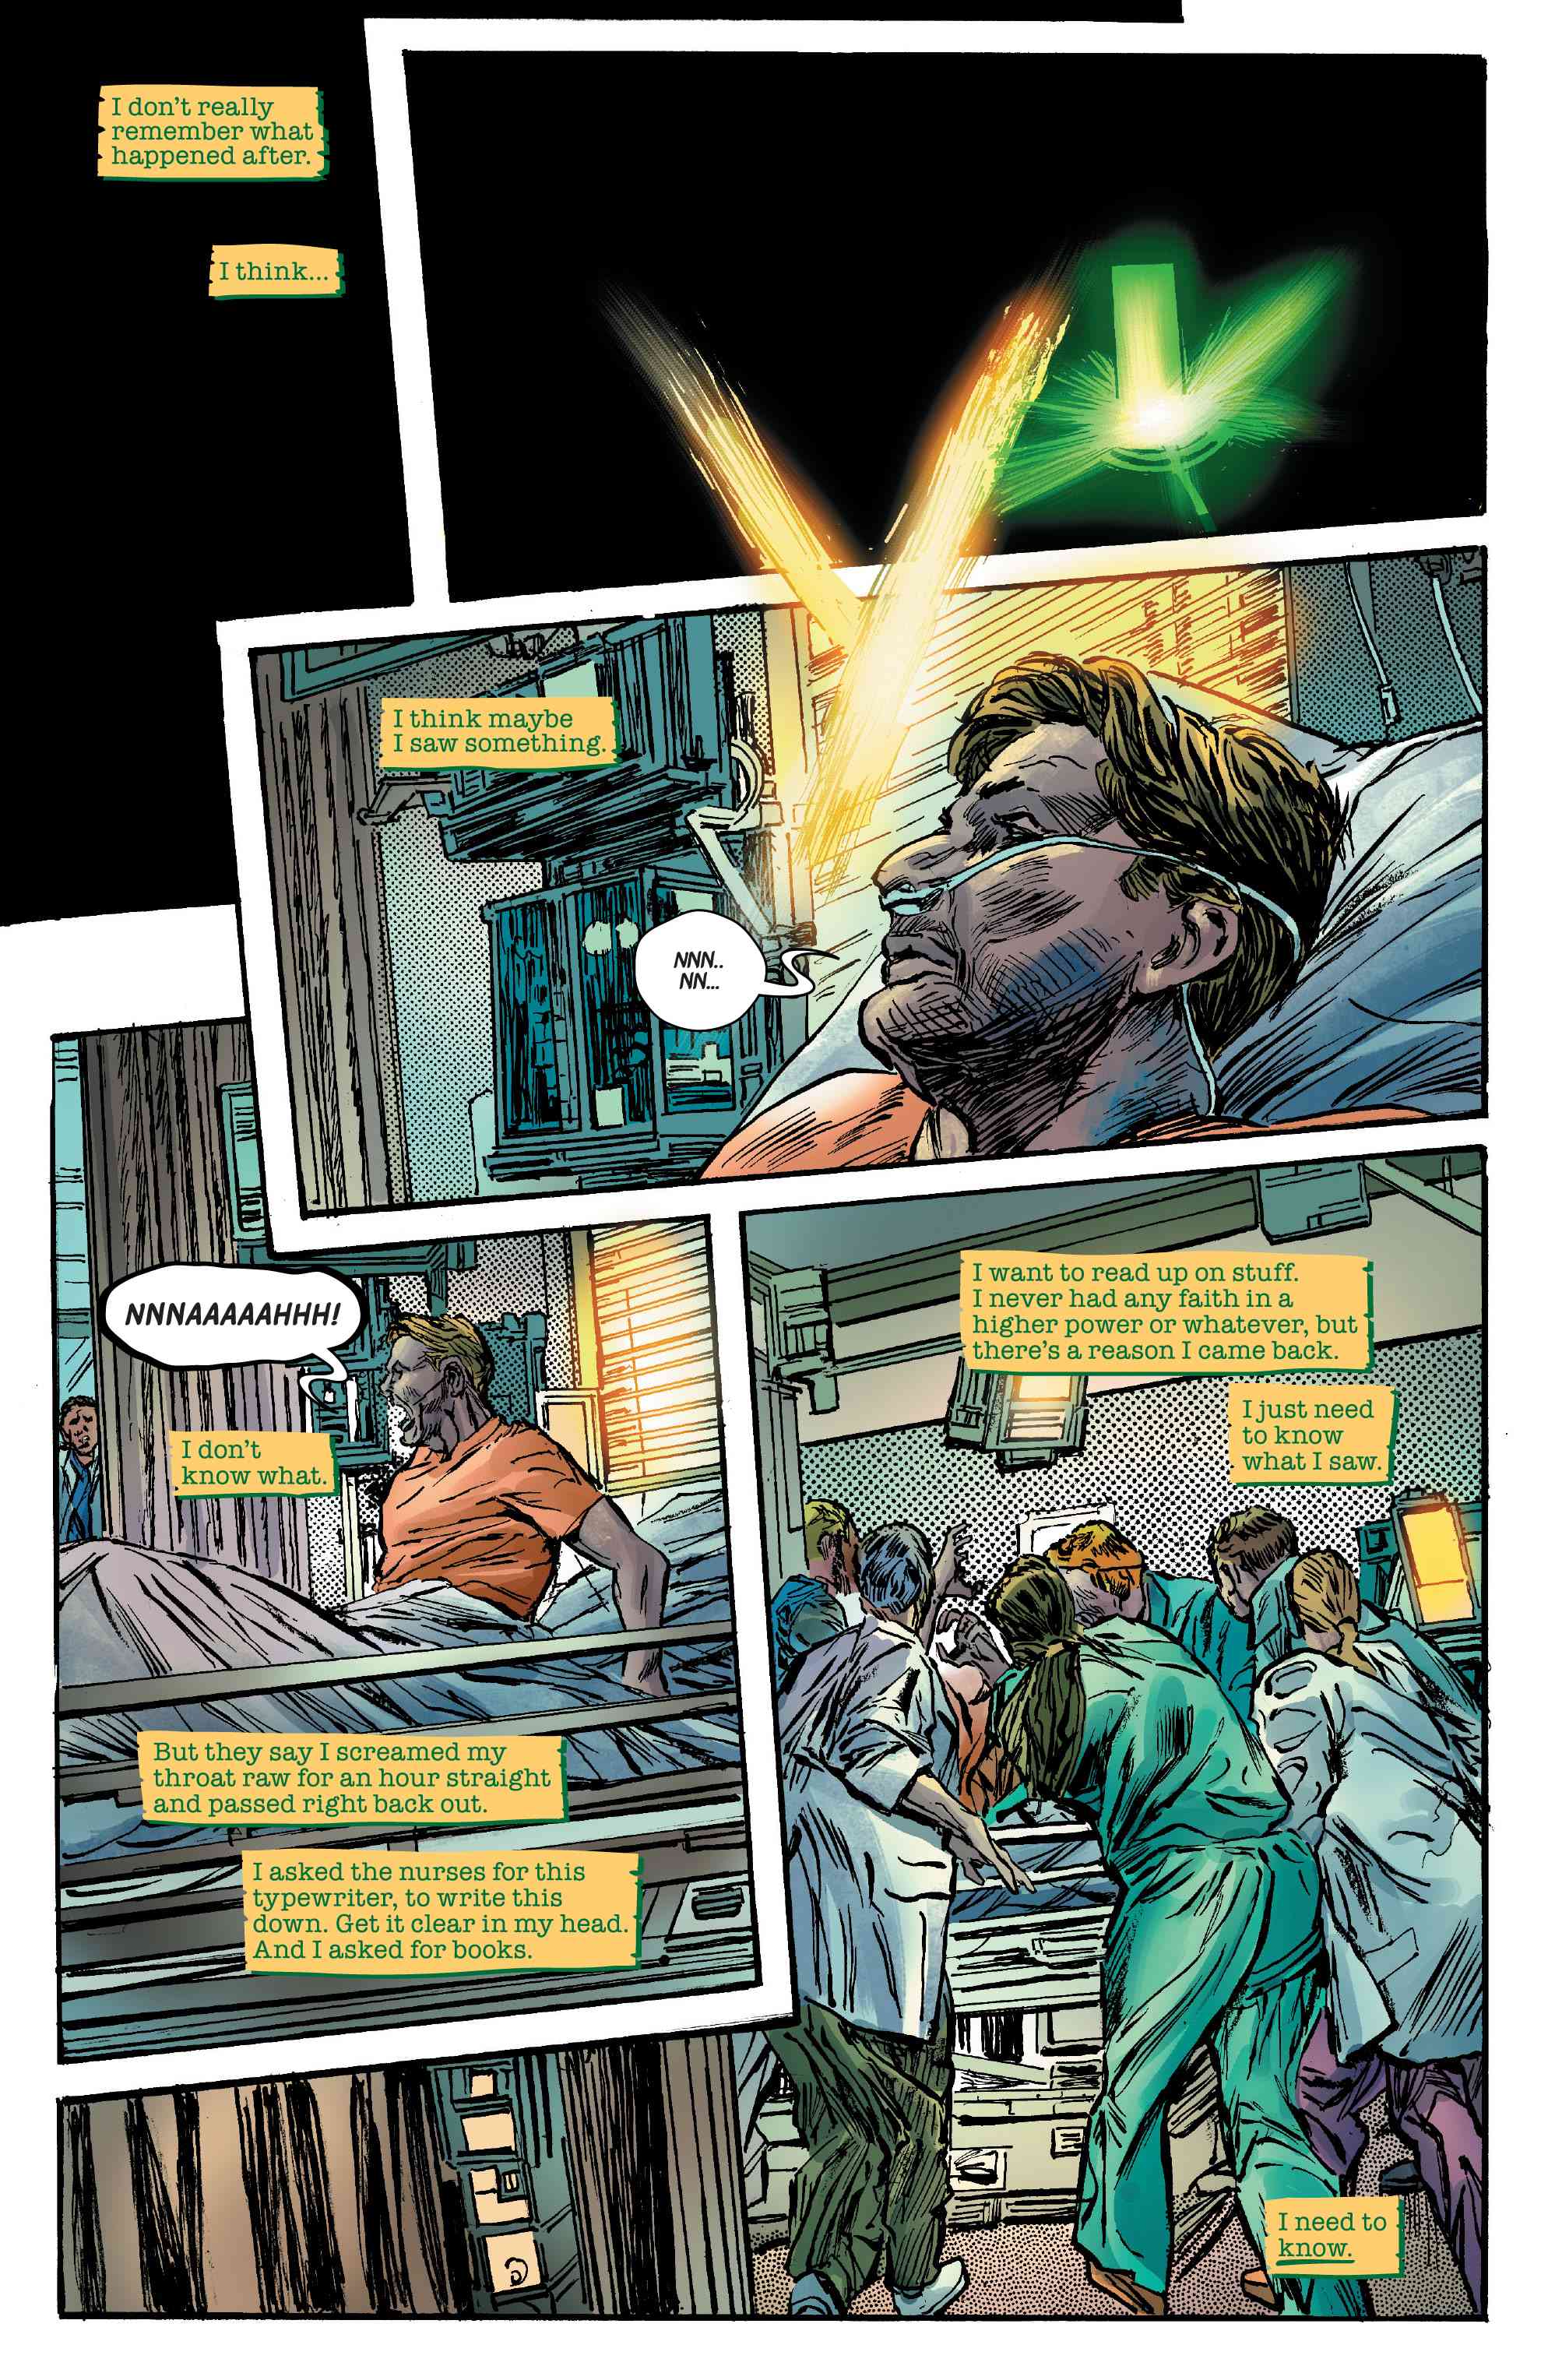 I don't really
remember what
happened after.
I think...
I think maybe
I saw something.
NNN..
NN...
NNNAAAAAHHH!
I don't
know what.
But they say I screamed my
throat raw for an hour straight
and passed right back out.
I asked the nurses for this
typewriter, to write this
down. Get it clear in my head.
And I asked for books.
I want to read up on stuff.
I never had any faith in a
higher power or whatever, but
there's a reason I came back.
I just need
to know
what I saw.
I need to
know.